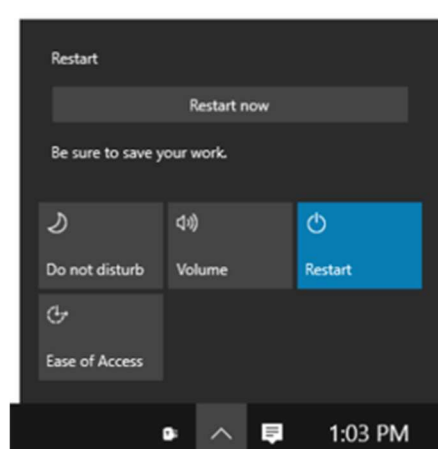 Restart
Restart now
Be sure to save your work.
Do not disturb
Volume
Restart
Ease of Access
1:03 PM